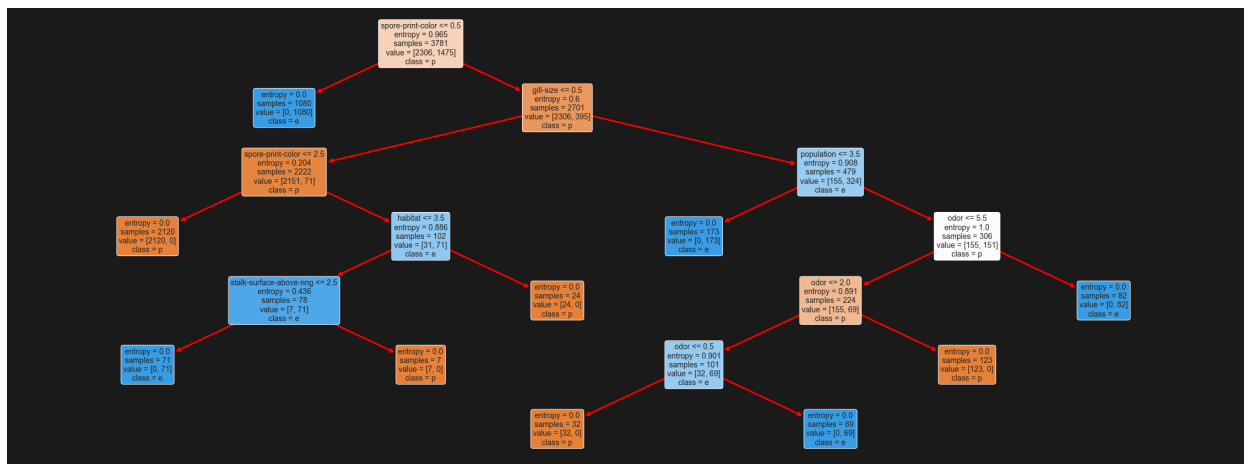 spore-print-color <= 0.5
entropy = 0.965
samples = 3781
value = [2306, 1475]
class = p
entropy = 0.0
samples = 1080
value = [0, 1080]
class = e
gill-size <= 0.5
entropy = 0.6
samples = 2701
value = [2306, 395]
class = p
spore-print-color <= 2.5
entropy = 0.204
samples = 2222
value = [2151, 71]
class = p
population <= 3.5
entropy = 0.908
samples = 479
value = [155, 324]
class = e
entropy = 0.0
samples = 2120
value = [2120, 0]
class = p
habitat <= 3.5
entropy = 0.886
samples = 102
value = [31, 71]
class = e
entropy = 0.0
samples = 173
value = [0, 173]
class = e
odor <= 5.5
entropy = 1.0
samples = 306
value = [155, 151]
class = p
stalk-surface-above-ring <= 2.5
entropy = 0.436
samples = 78
value = [7, 71]
class = e
entropy = 0.0
samples = 24
value = [24, 0]
class = p
odor <= 2.0
entropy = 0.891
samples = 224
value = [155, 69]
class = p
entropy = 0.0
samples = 82
value = [0, 82]
class = e
entropy = 0.0
samples = 71
value = [0, 71]
class = e
entropy = 0.0
samples = 7
value = [7, 0]
class = p
odor <= 0.5
entropy = 0.901
samples = 101
value = [32, 69]
class = e
entropy = 0.0
samples = 123
value = [123, 0]
class = p
entropy = 0.0
samples = 32
value = [32, 0]
class = p
entropy = 0.0
samples = 69
value = [0, 69]
class = e